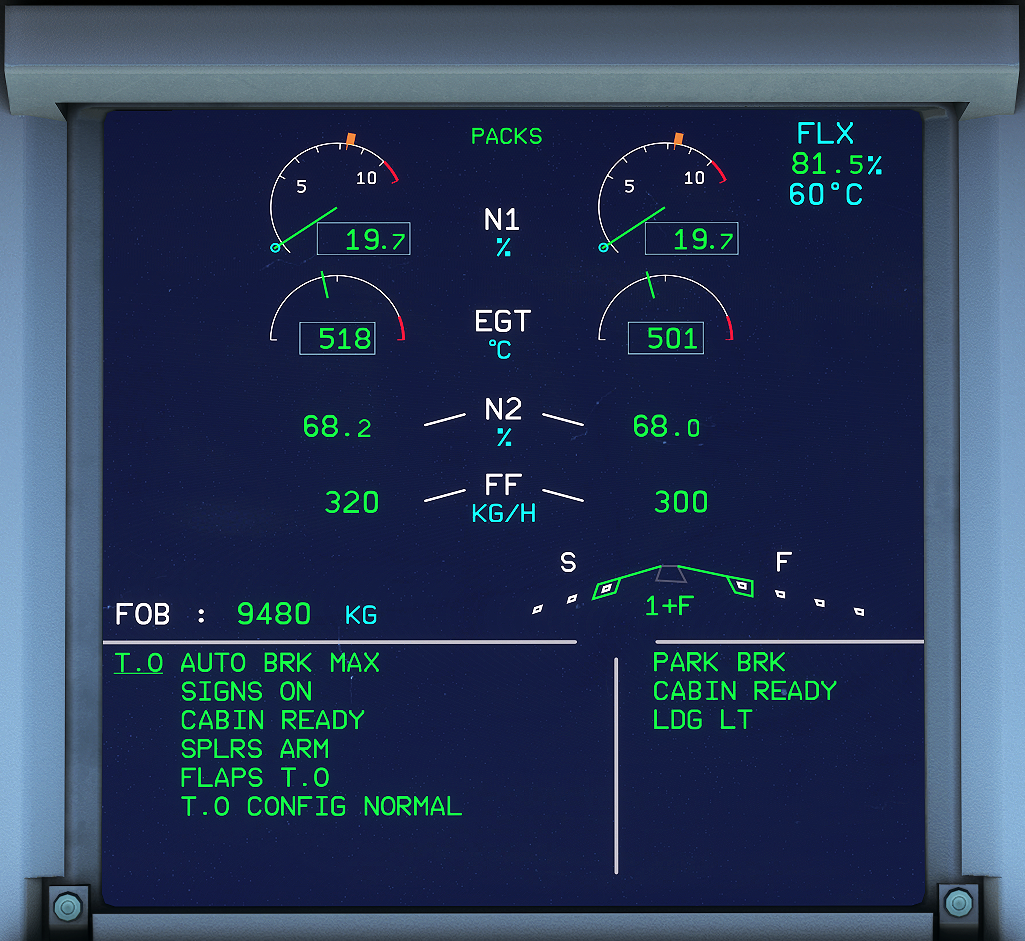 PACKS
FLX
81.5%
60°C
5 10
5 10
19.7 N1 19.7
%
518 EGT 501
°C
68.2 N2 68.0
%
320 FF 300
KG/H
S F
1+F
FOB : 9480 KG
T.O AUTO BRK MAX
SIGNS ON
CABIN READY
SPLRS ARM
FLAPS T.O
T.O CONFIG NORMAL
PARK BRK
CABIN READY
LDG LT